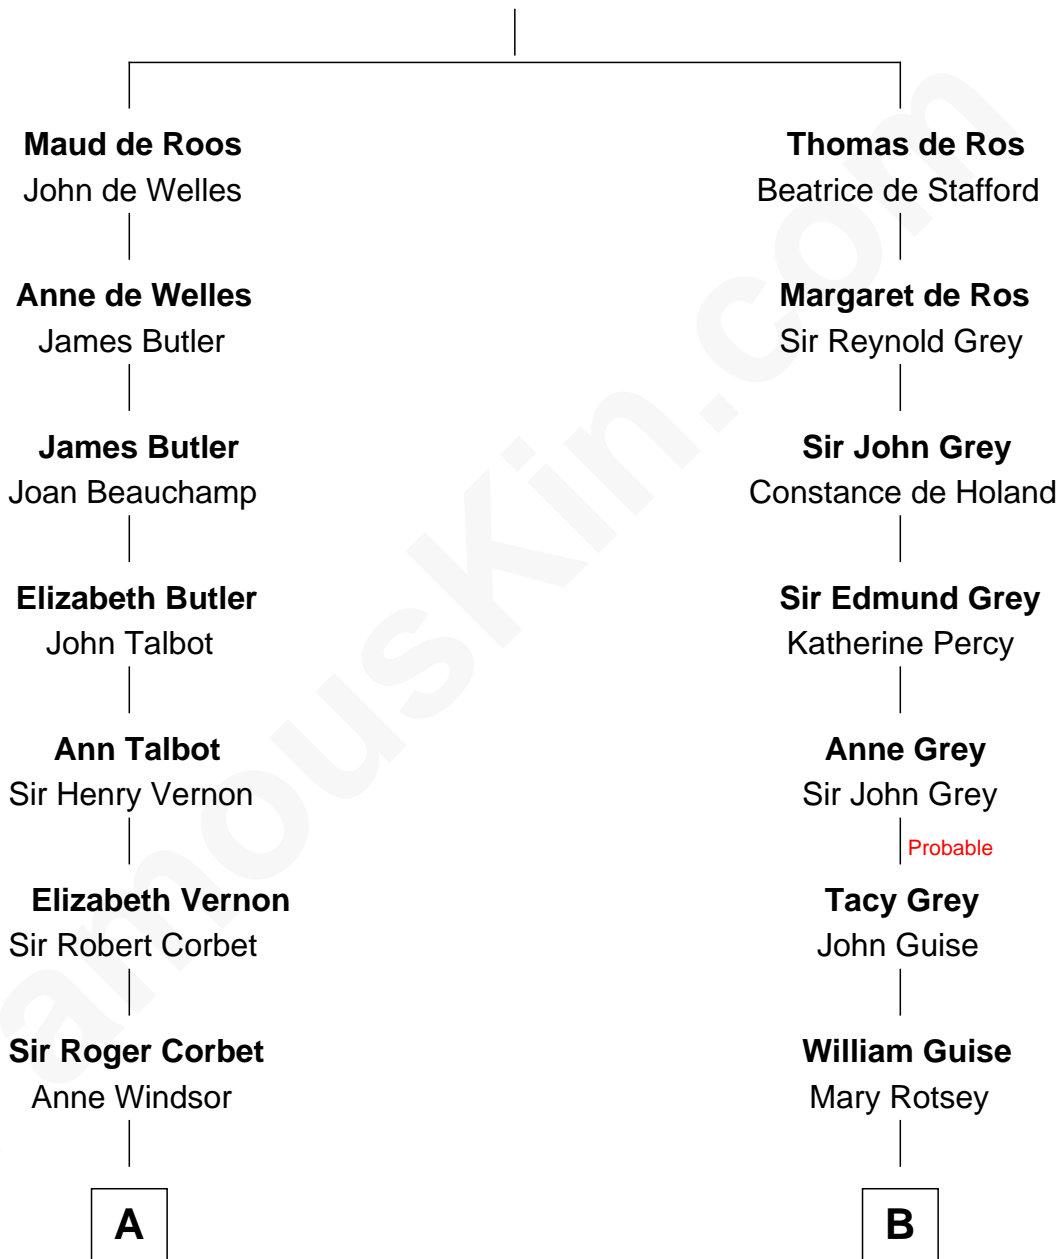 Maud de Roos
John de Welles
Thomas de Ros
Beatrice de Stafford
Anne de Welles
James Butler
Margaret de Ros
Sir Reynold Grey
James Butler
Joan Beauchamp
Sir John Grey
Constance de Holand
Elizabeth Butler
John Talbot
Sir Edmund Grey
Katherine Percy
Ann Talbot
Sir Henry Vernon
Anne Grey
Sir John Grey
Probable
Elizabeth Vernon
Sir Robert Corbet
Tacy Grey
John Guise
Sir Roger Corbet
Anne Windsor
William Guise
Mary Rotsey
A
B
amouskin.com